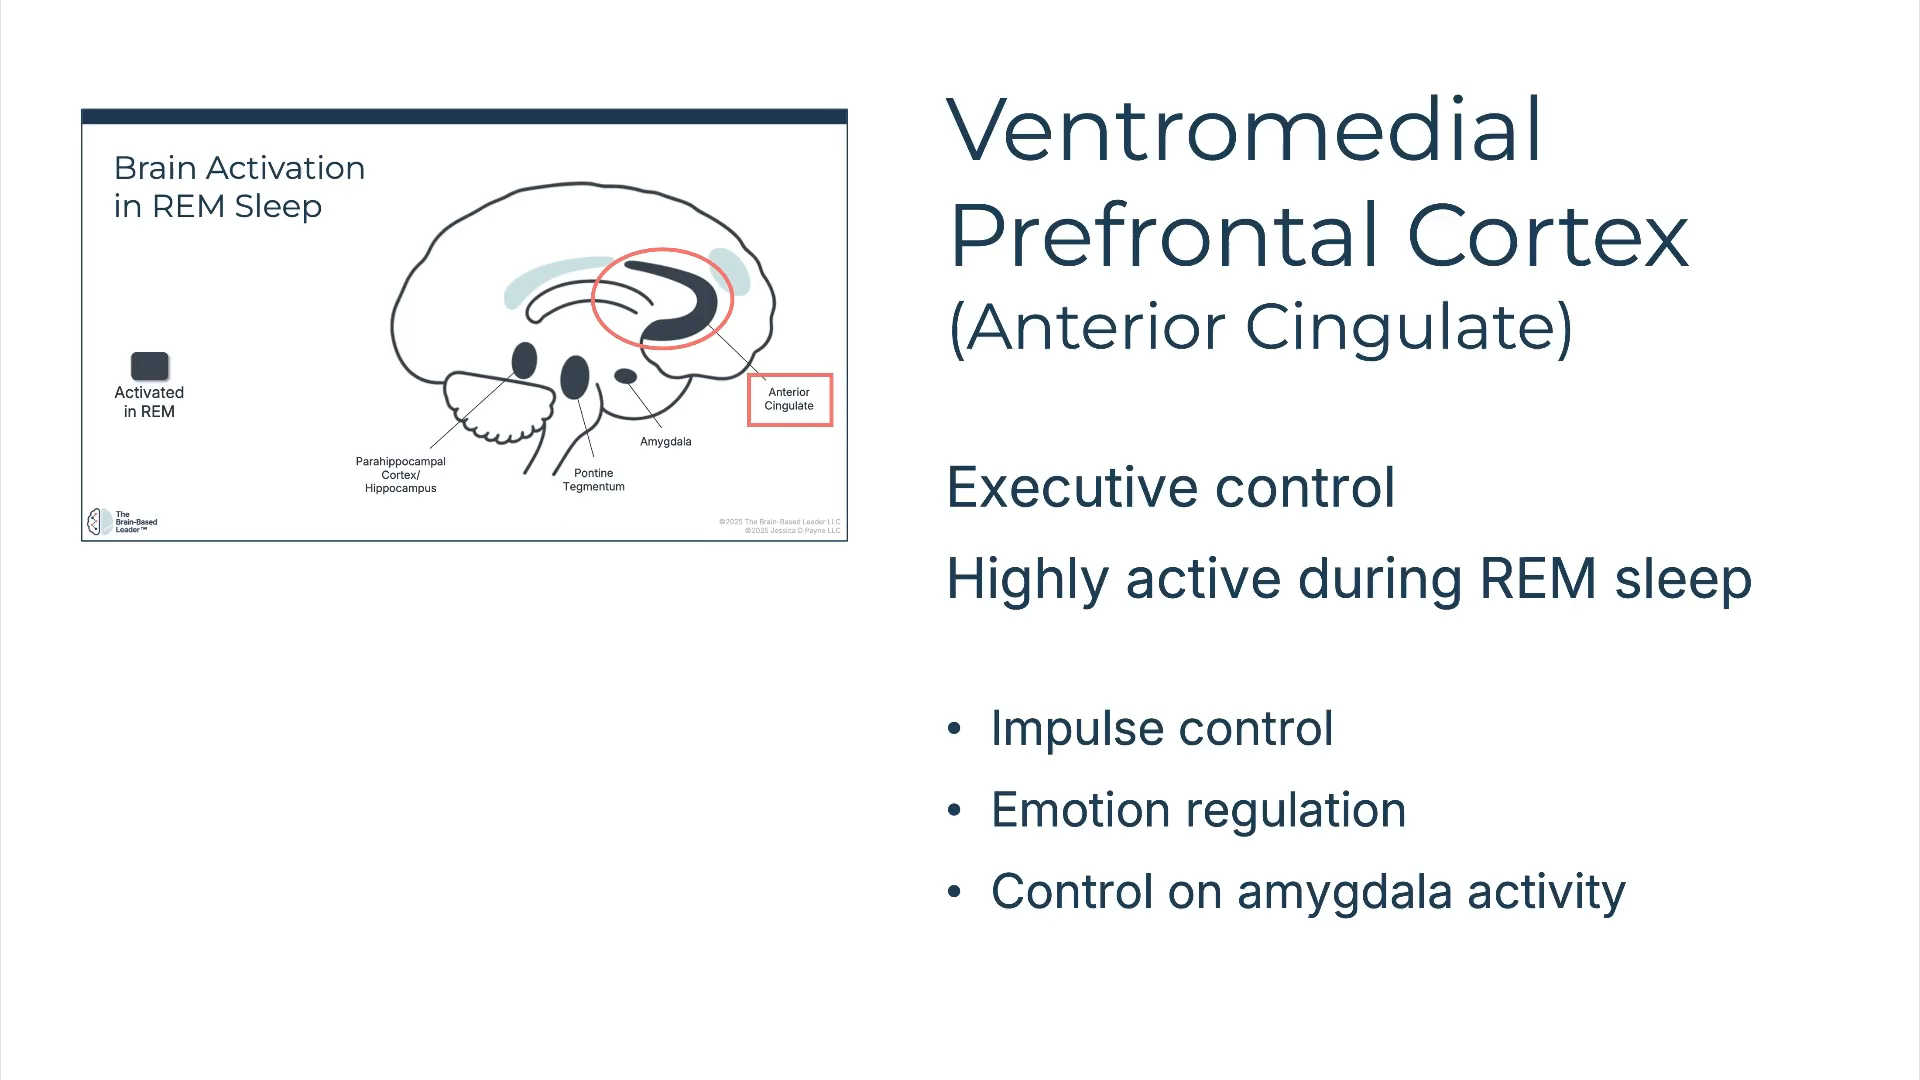 Brain Activation
in REM Sleep
Activated
in REM
Parahippocampal
Cortex/
Hippocampus
Pontine
Tegmentum
Amygdala
Anterior
Cingulate
The
Brain-Based
Leader™
©2025 The Brain-Based Leader LLC
©2025 Jessica D Payne LLC
Ventromedial
Prefrontal Cortex
(Anterior Cingulate)
Executive control
Highly active during REM sleep
• Impulse control
• Emotion regulation
• Control on amygdala activity